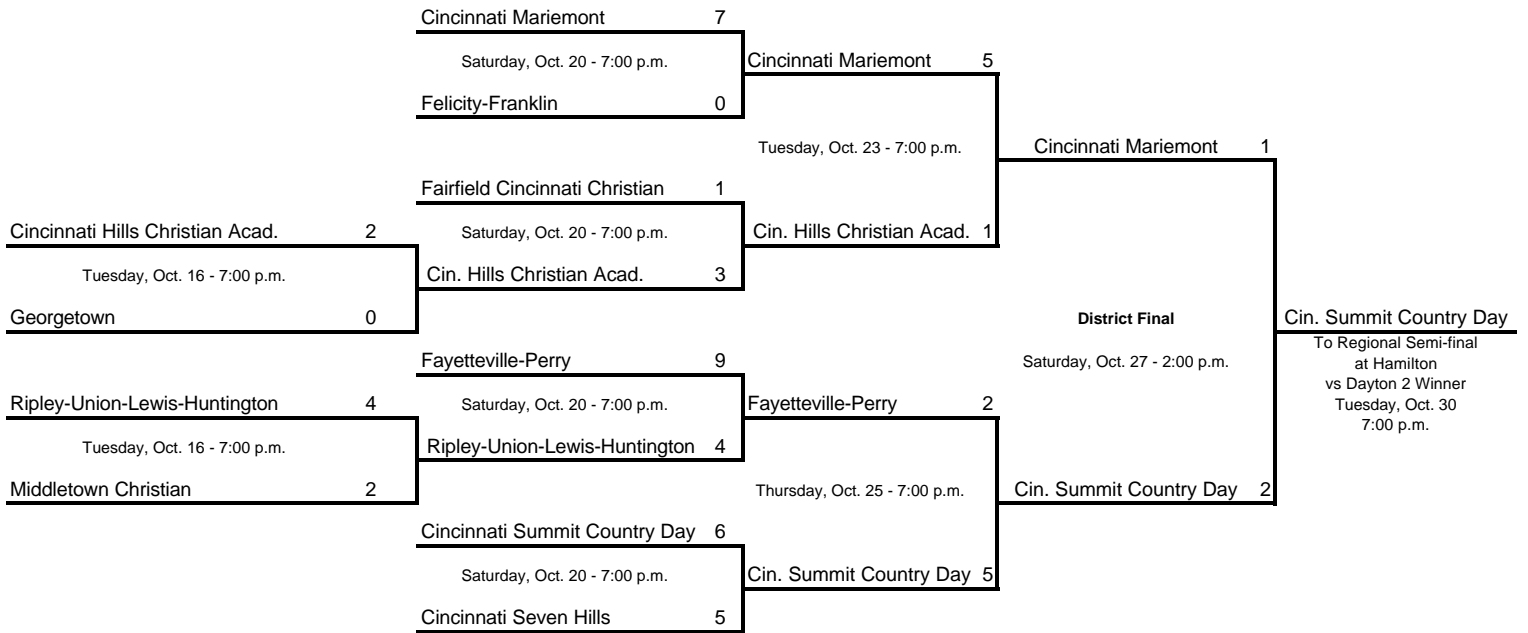 Cincinnati Mariemont 7
Saturday, Oct. 20 - 7:00 p.m.
Cincinnati Mariemont 5
Felicity-Franklin 0
Tuesday, Oct. 23 - 7:00 p.m.
Cincinnati Mariemont 1
Fairfield Cincinnati Christian 1
Cincinnati Hills Christian Acad. 2
Saturday, Oct. 20 - 7:00 p.m.
Cin. Hills Christian Acad. 1
Tuesday, Oct. 16 - 7:00 p.m.
Cin. Hills Christian Acad. 3
Georgetown 0
District Final
Cin. Summit Country Day
To Regional Semi-final
at Hamilton
vs Dayton 2 Winner
Tuesday, Oct. 30
7:00 p.m.
Fayetteville-Perry 9
Saturday, Oct. 27 - 2:00 p.m.
Ripley-Union-Lewis-Huntington 4
Saturday, Oct. 20 - 7:00 p.m.
Fayetteville-Perry 2
Tuesday, Oct. 16 - 7:00 p.m.
Ripley-Union-Lewis-Huntington 4
Middletown Christian 2
Thursday, Oct. 25 - 7:00 p.m.
Cin. Summit Country Day 2
Cincinnati Summit Country Day 6
Saturday, Oct. 20 - 7:00 p.m.
Cin. Summit Country Day 5
Cincinnati Seven Hills 5